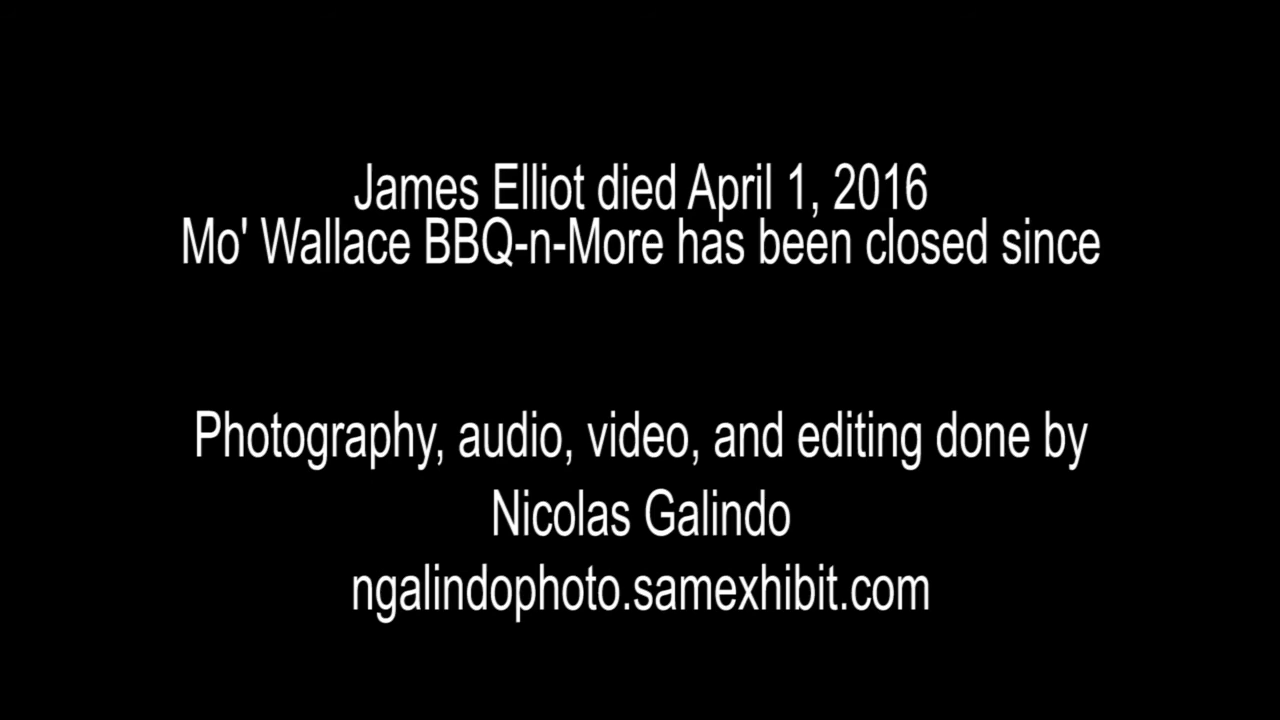 James Elliot died April 1, 2016
Mo' Wallace BBQ-n-More has been closed since
Photography, audio, video, and editing done by
Nicolas Galindo
ngalindophoto.samexhibit.com